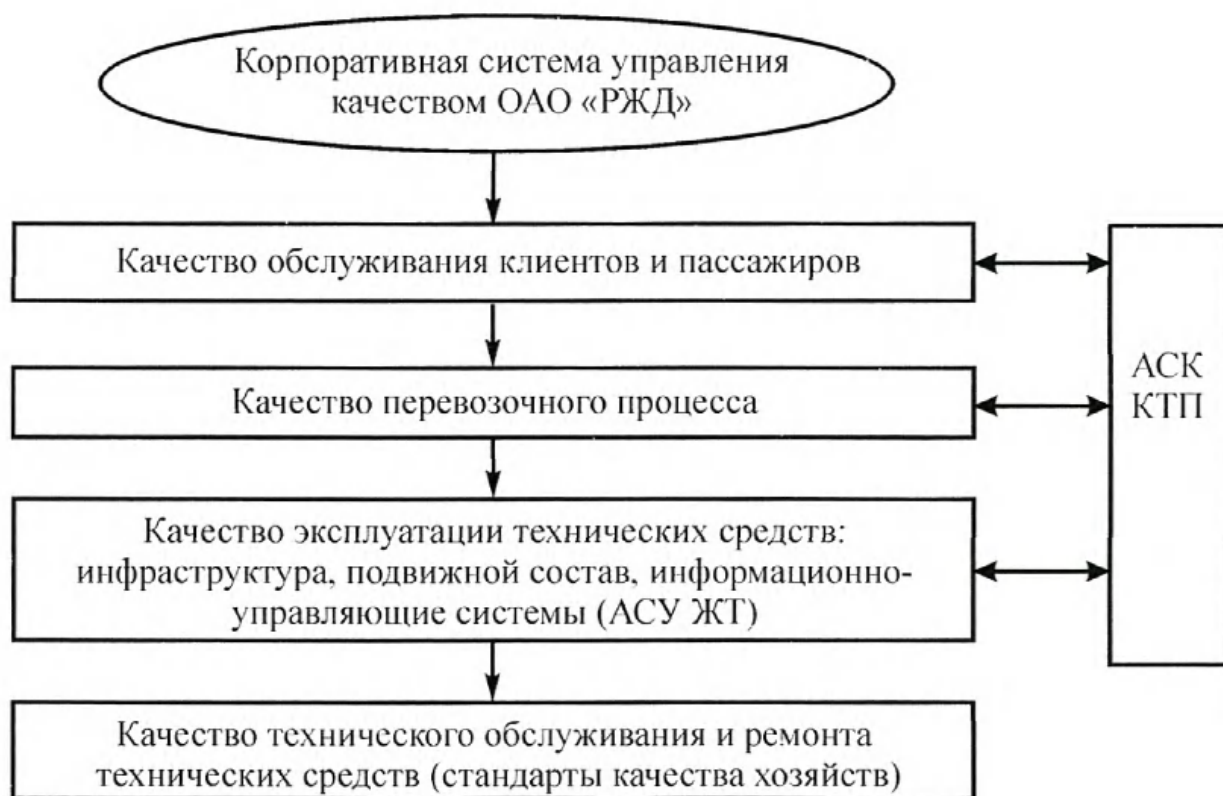 Корпоративная система управления
качеством ОАО «РЖД»
Качество обслуживания клиентов и пассажиров
АСК
КТП
Качество перевозочного процесса
Качество эксплуатации технических средств:
инфраструктура, подвижной состав, информационно-
управляющие системы (АСУ ЖТ)
Качество технического обслуживания и ремонта
технических средств (стандарты качества хозяйств)